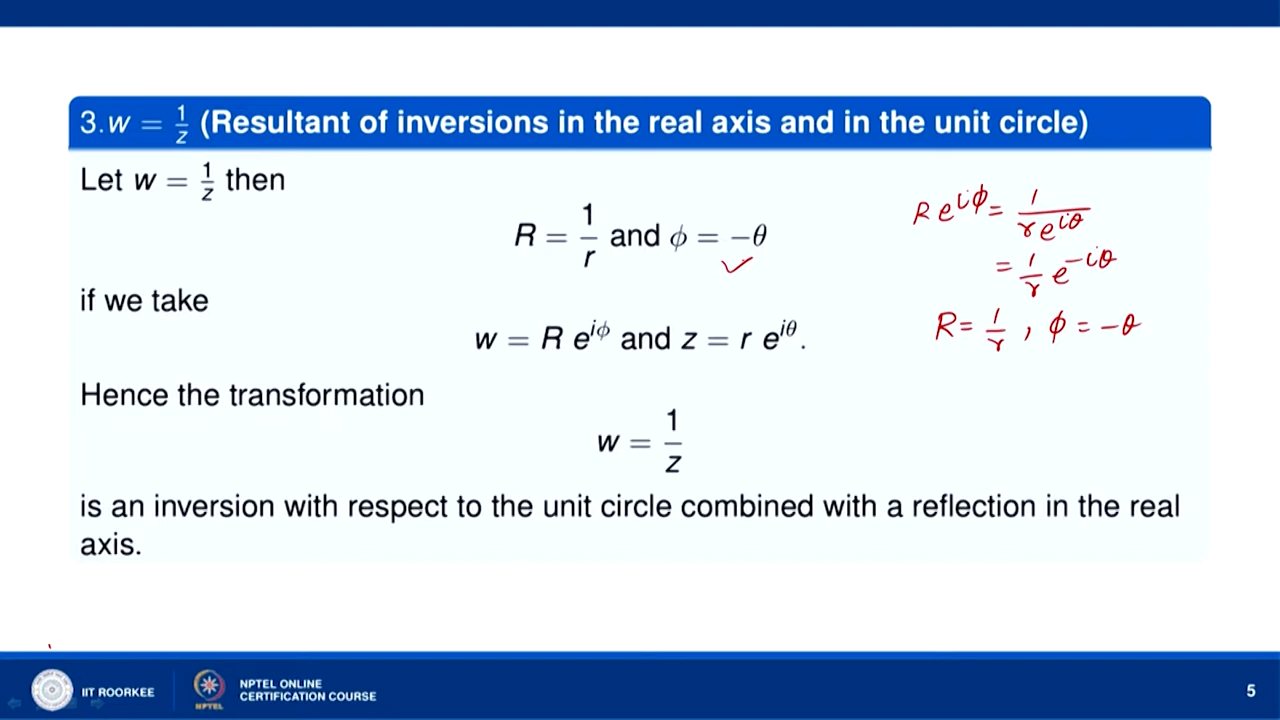 3. w = 1/z (Resultant of inversions in the real axis and in the unit circle)
Let w = 1/z then
R = 1/r and φ = −θ
if we take
w = R e^{iφ} and z = r e^{iθ}.
Hence the transformation
w = 1/z
is an inversion with respect to the unit circle combined with a reflection in the real
axis.
R e^{iφ} = 1/(r e^{iθ})
= 1/r e^{-iθ}
R = 1/r , φ = −θ
IIT ROORKEE
NPTEL
NPTEL ONLINE
CERTIFICATION COURSE
5